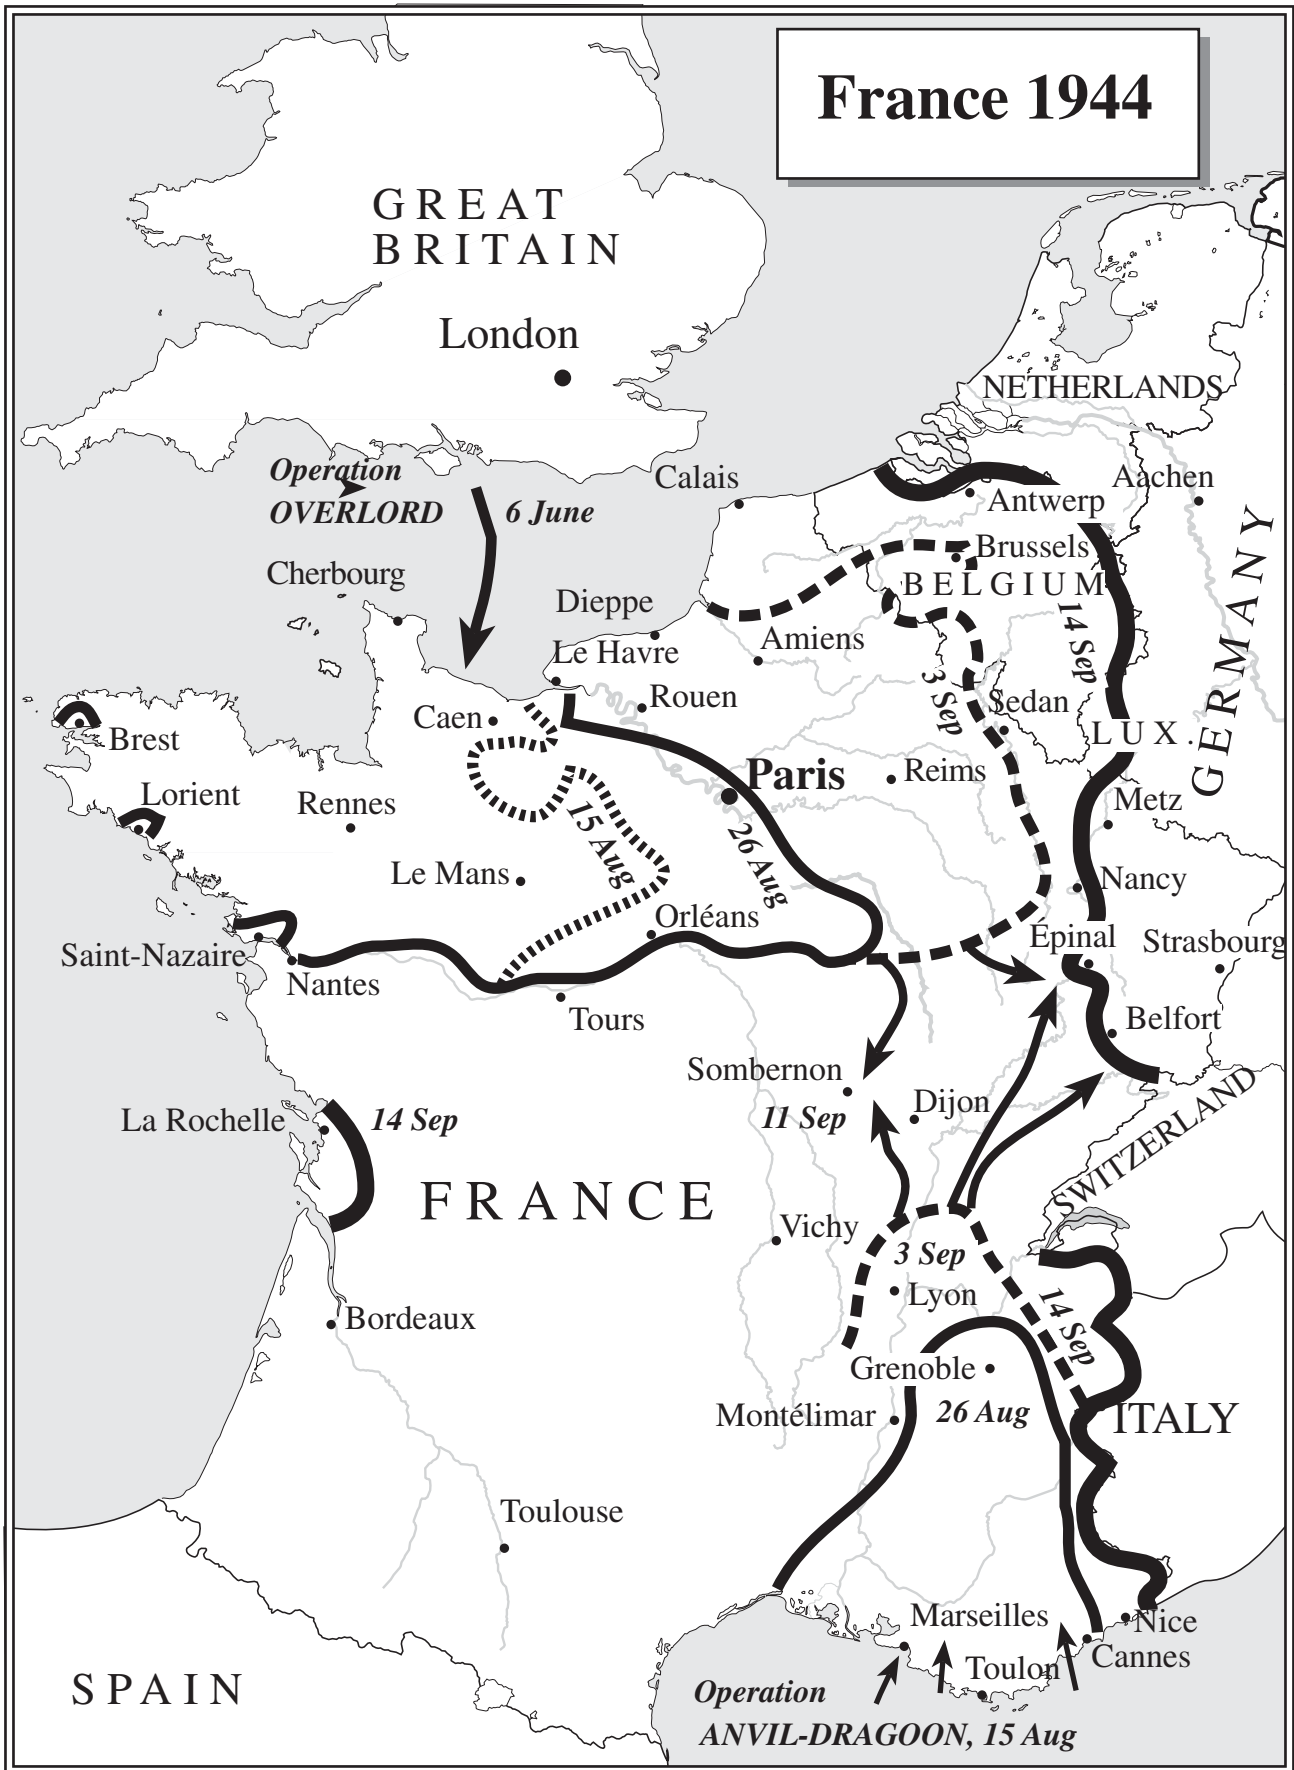 France 1944
GREAT
BRITAIN
London
NETHERLANDS
Operation
OVERLORD
6 June
Calais
Aachen
Antwerp
Brussels
BELGIUM
GERMANY
Cherbourg
Dieppe
Le Havre
Amiens
14 Sep
Rouen
3 Sep
Sedan
Caen
Brest
LUX.
Paris
Reims
Lorient
Rennes
Metz
15 Aug
26 Aug
Le Mans
Nancy
Orléans
Épinal
Strasbourg
Saint-Nazaire
Nantes
Tours
Belfort
Sombernon
11 Sep
Dijon
La Rochelle
14 Sep
SWITZERLAND
FRANCE
Vichy
3 Sep
Lyon
Bordeaux
14 Sep
Grenoble
26 Aug
Montélimar
ITALY
Toulouse
Marseilles
Nice
Cannes
Toulon
SPAIN
Operation
ANVIL-DRAGOON, 15 Aug